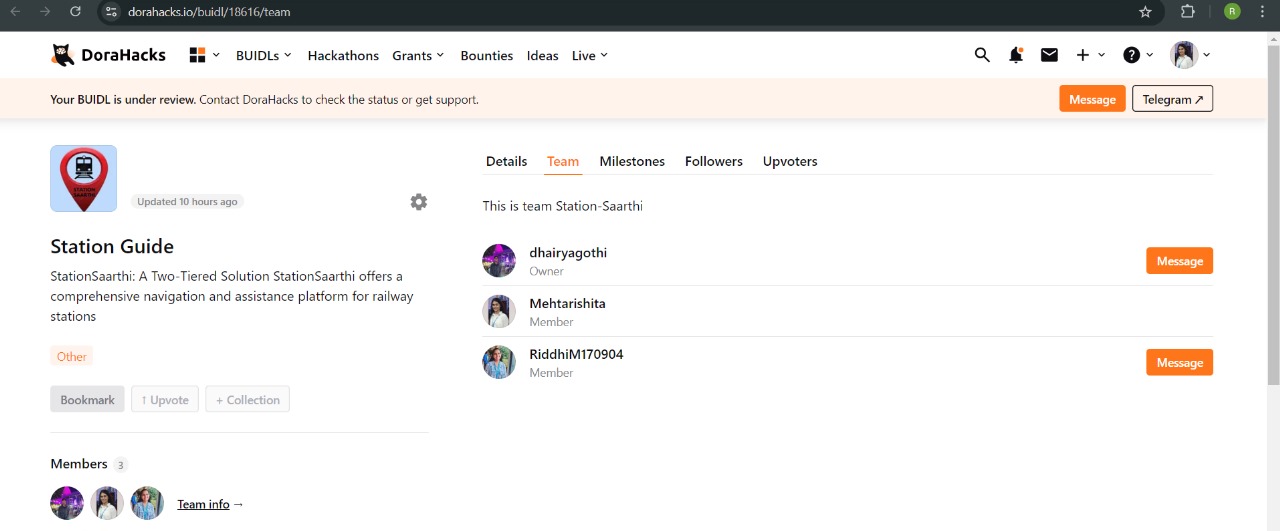 dorahacks.io/buidl/18616/team
R
DoraHacks
BUIDLs
Hackathons
Grants
Bounties
Ideas
Live
Your BUIDL is under review. Contact DoraHacks to check the status or get support.
Message
Telegram ↗
STATION
SAARTHI
Updated 10 hours ago
Station Guide
StationSaarthi: A Two-Tiered Solution StationSaarthi offers a
comprehensive navigation and assistance platform for railway
stations
Other
Bookmark
↑ Upvote
+ Collection
Members 3
Team info →
Details
Team
Milestones
Followers
Upvoters
This is team Station-Saarthi
dhairyagothi
Owner
Message
Mehtarishita
Member
RiddhiM170904
Member
Message